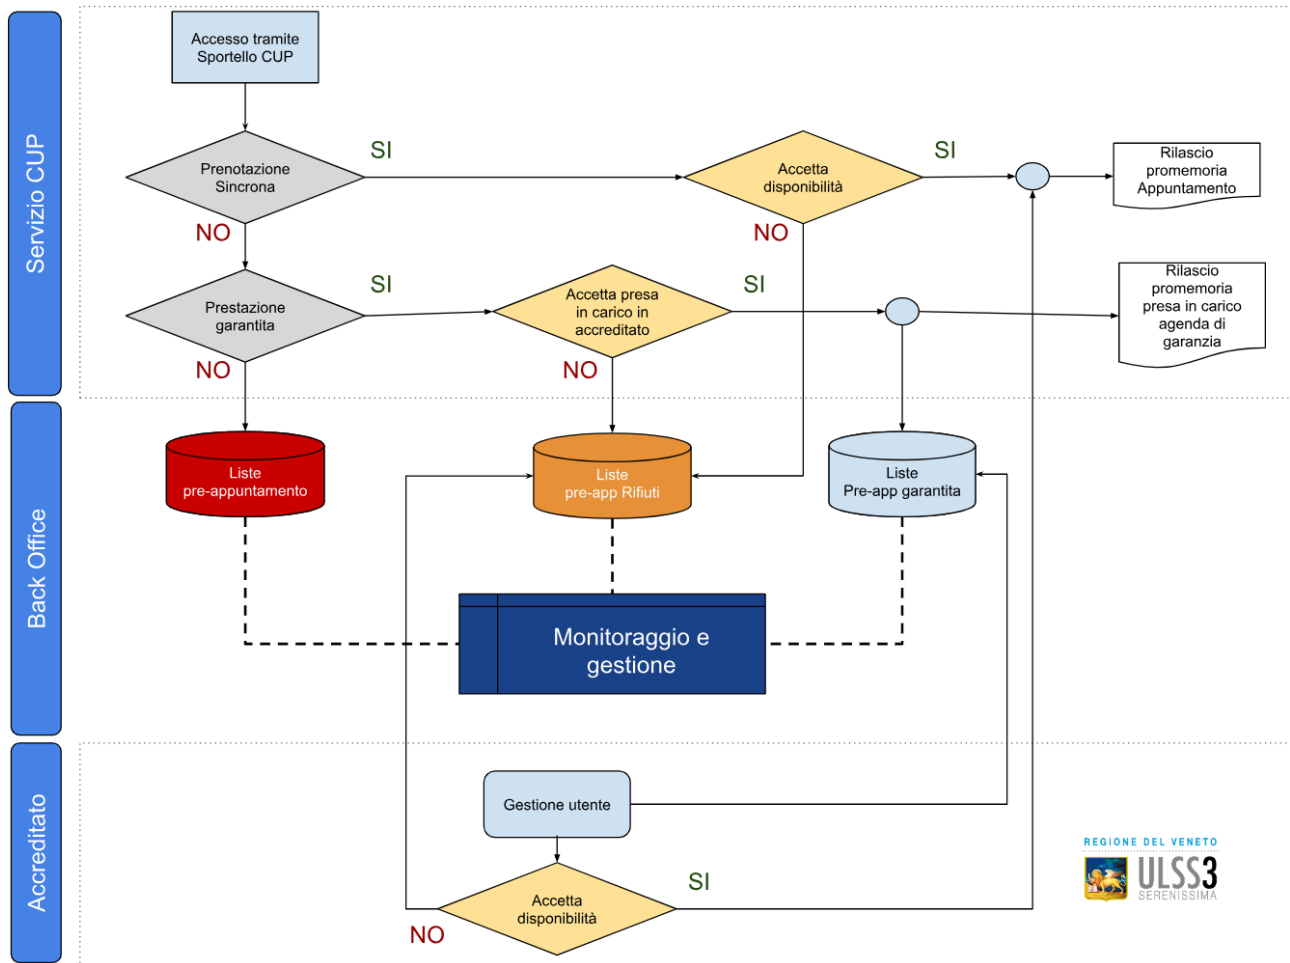 Servizio CUP
Accesso tramite
Sportello CUP
Prenotazione
Sincrona
SI
NO
Accetta
disponibilità
SI
NO
Rilascio
promemoria
Appuntamento
Prestazione
garantita
SI
NO
Accetta presa
in carico in
accreditato
SI
NO
Rilascio
promemoria
presa in carico
agenda di
garanzia
Back Office
Liste
pre-appuntamento
Liste
pre-app Rifiuti
Liste
Pre-app garantita
Monitoraggio e
gestione
Accreditato
Gestione utente
Accetta
disponibilità
SI
NO
REGIONE DEL VENETO
ULSS3
SERENISSIMA